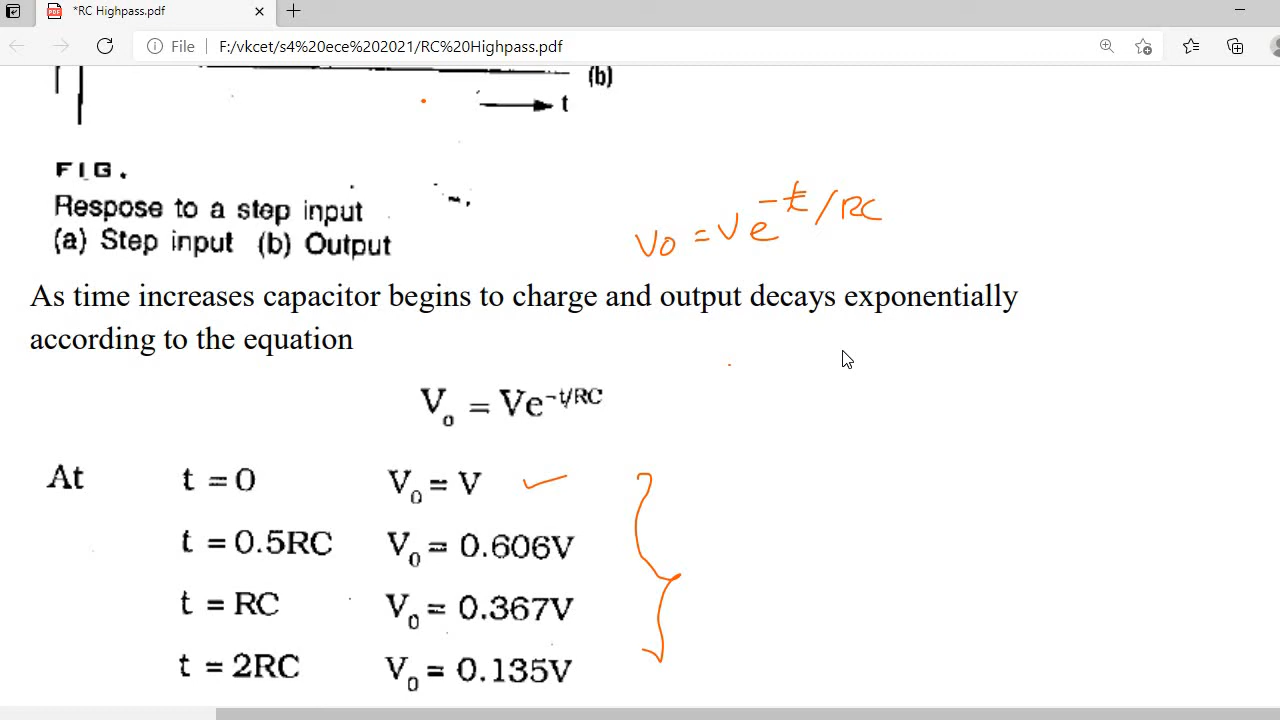 *RC Highpass.pdf
File F:/vkcet/s4%20ece%202021/RC%20Highpass.pdf
(b)
t
FIG.
Respose to a step input
(a) Step input (b) Output
Vo = Ve-t/RC
As time increases capacitor begins to charge and output decays exponentially
according to the equation
Vo = Ve-t/RC
At t = 0 Vo = V
t = 0.5RC Vo = 0.606V
t = RC Vo = 0.367V
t = 2RC Vo = 0.135V